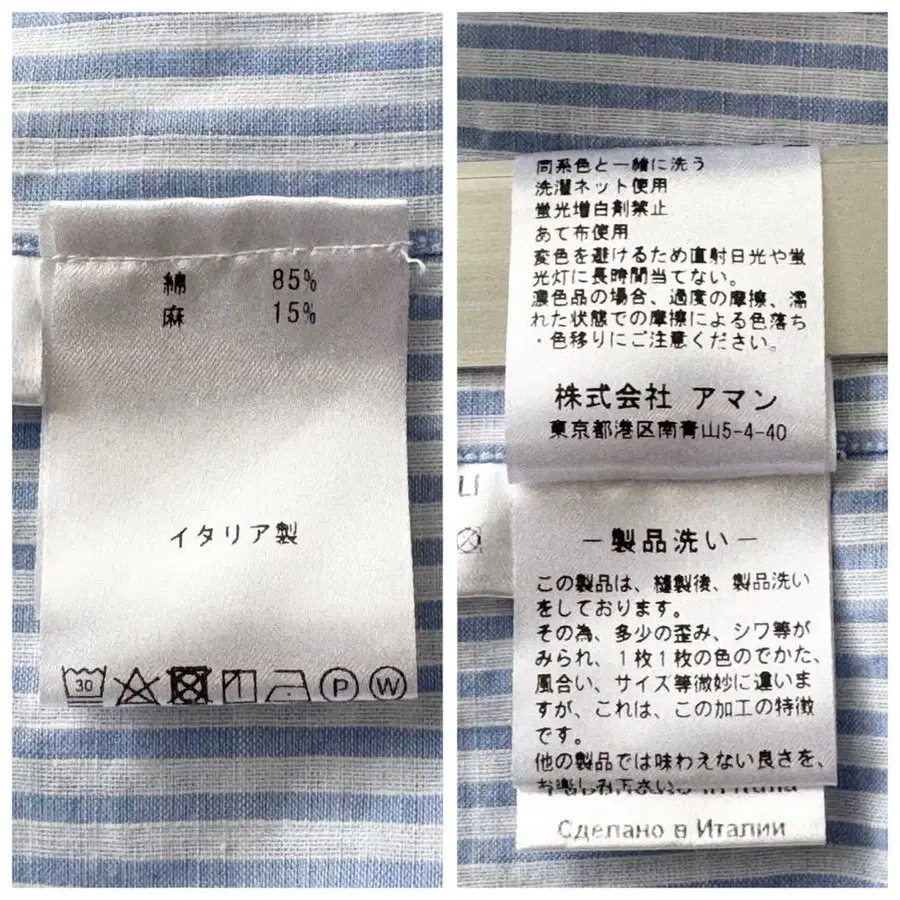 綿 85%
麻 15%
イタリア製
30
P
W
同系色と一緒に洗う
洗濯ネット使用
蛍光増白剤禁止
あて布使用
変色を避けるため直射日光や蛍
光灯に長時間当てない。
濃色品の場合、過度の摩擦、濡
れた状態での摩擦による色落ち
・色移りにご注意ください。
株式会社 アマン
東京都港区南青山5-4-40
LI
－製品洗い－
この製品は、縫製後、製品洗い
をしております。
その為、多少の歪み、シワ等が
みられ、1枚1枚の色のでかた、
風合い、サイズ等微妙に違いま
すが、これは、この加工の特徴
です。
他の製品では味わえない良さを、
お楽しみ下さい。
Сделано в Италии